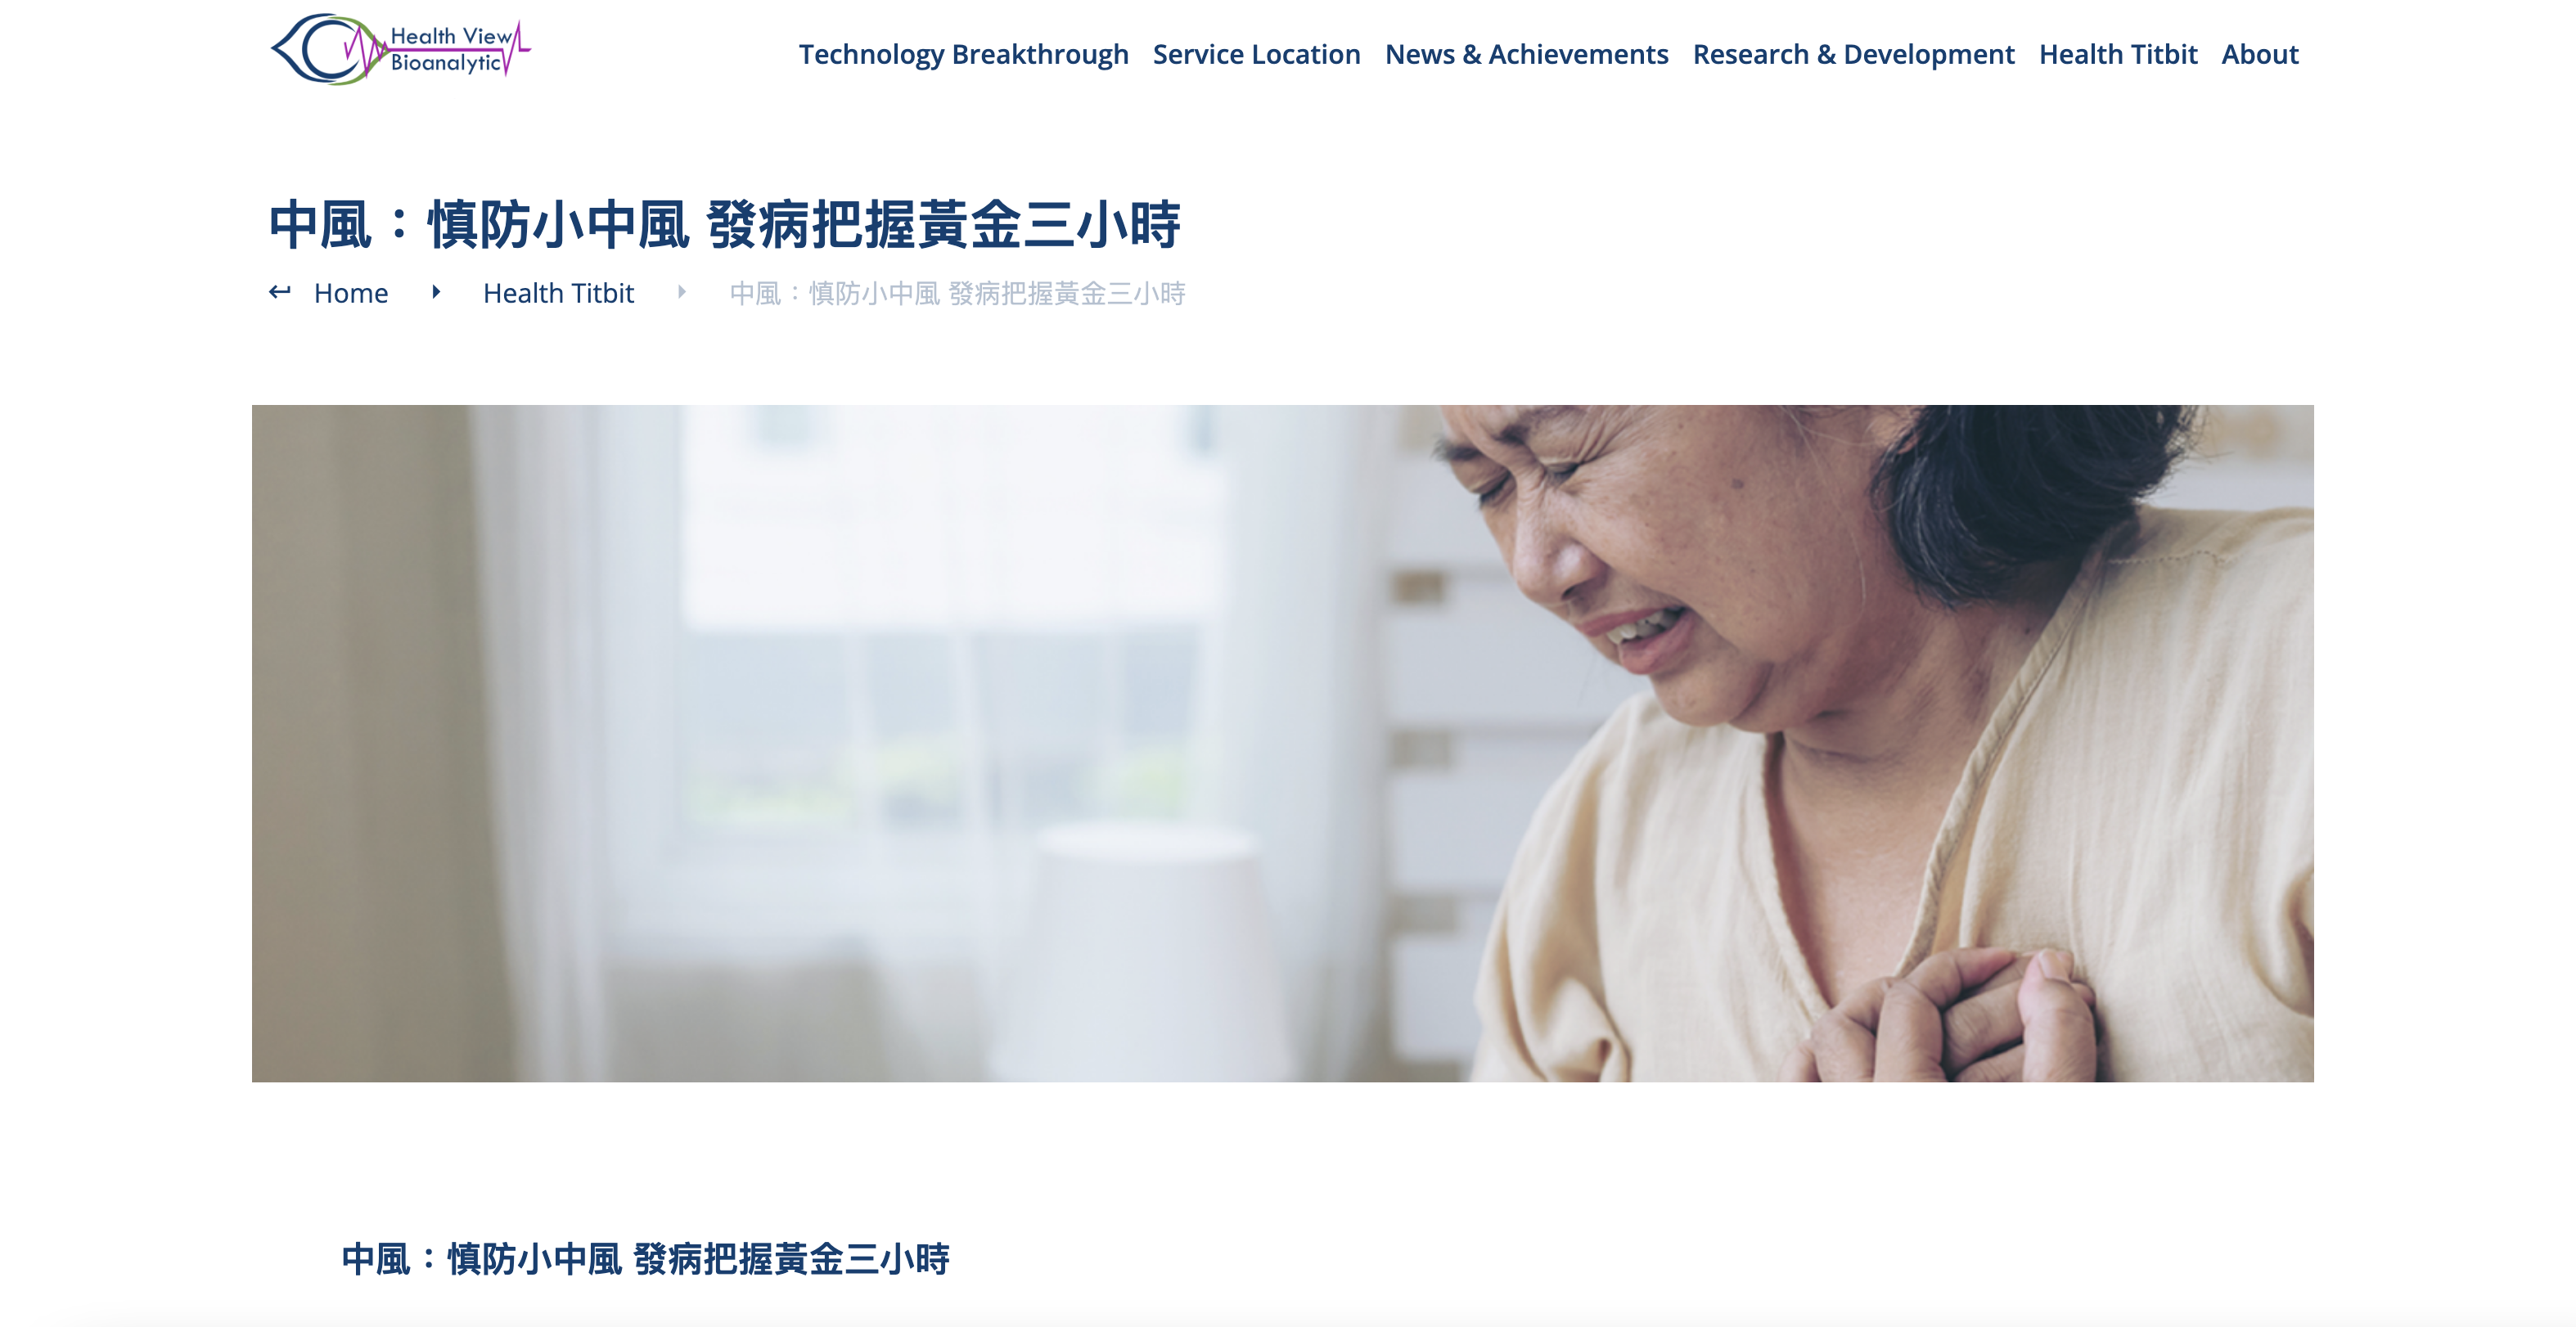 Health View
Bioanalytic
Technology Breakthrough Service Location News & Achievements Research & Development Health Titbit About
中風：慎防小中風 發病把握黃金三小時
Home Health Titbit 中風：慎防小中風 發病把握黃金三小時
中風：慎防小中風 發病把握黃金三小時